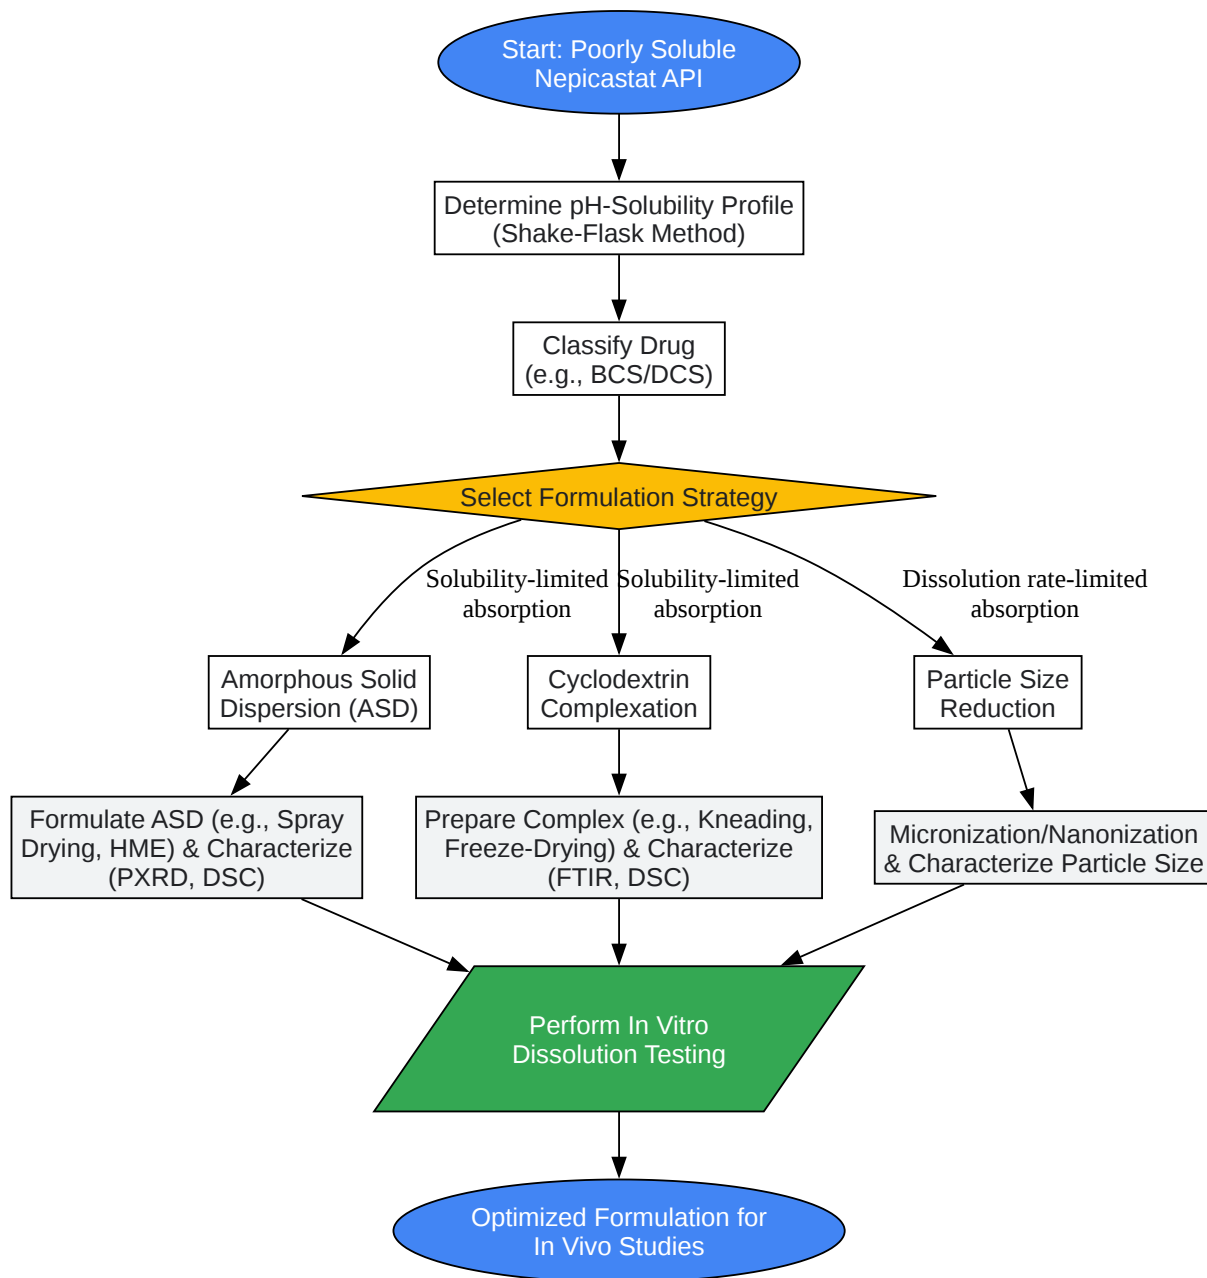 Start: Poorly Soluble
Nepicastat API
Determine pH-Solubility Profile
(Shake-Flask Method)
Classify Drug
(e.g., BCS/DCS)
Select Formulation Strategy
Solubility-limited
absorption
Solubility-limited
absorption
Dissolution rate-limited
absorption
Amorphous Solid
Dispersion (ASD)
Cyclodextrin
Complexation
Particle Size
Reduction
Formulate ASD (e.g., Spray
Drying, HME) & Characterize
(PXRD, DSC)
Prepare Complex (e.g., Kneading,
Freeze-Drying) & Characterize
(FTIR, DSC)
Micronization/Nanonization
& Characterize Particle Size
Perform In Vitro
Dissolution Testing
Optimized Formulation for
In Vivo Studies